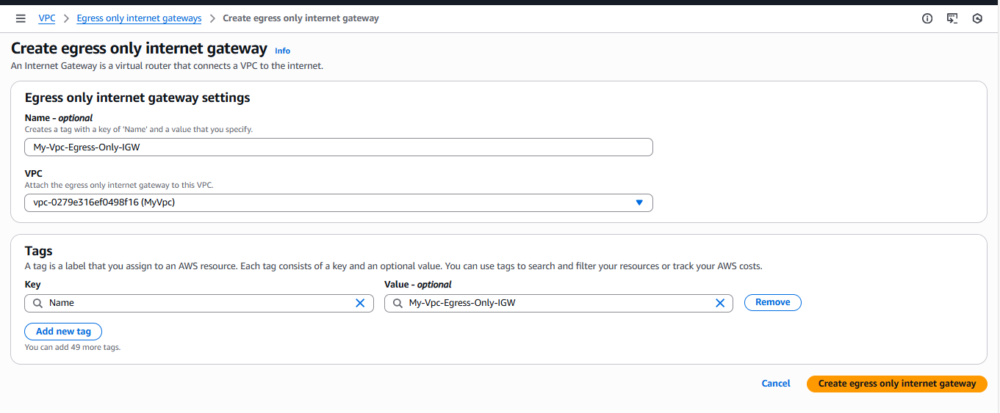 VPC > Egress only internet gateways > Create egress only internet gateway
Create egress only internet gateway Info
An Internet Gateway is a virtual router that connects a VPC to the internet.
Egress only internet gateway settings
Name - optional
Creates a tag with a key of 'Name' and a value that you specify.
My-Vpc-Egress-Only-IGW
VPC
Attach the egress only internet gateway to this VPC.
vpc-0279e316ef0498f16 (MyVpc)
Tags
A tag is a label that you assign to an AWS resource. Each tag consists of a key and an optional value. You can use tags to search and filter your resources or track your AWS costs.
Key Value - optional
Name My-Vpc-Egress-Only-IGW Remove
Add new tag
You can add 49 more tags.
Cancel Create egress only internet gateway